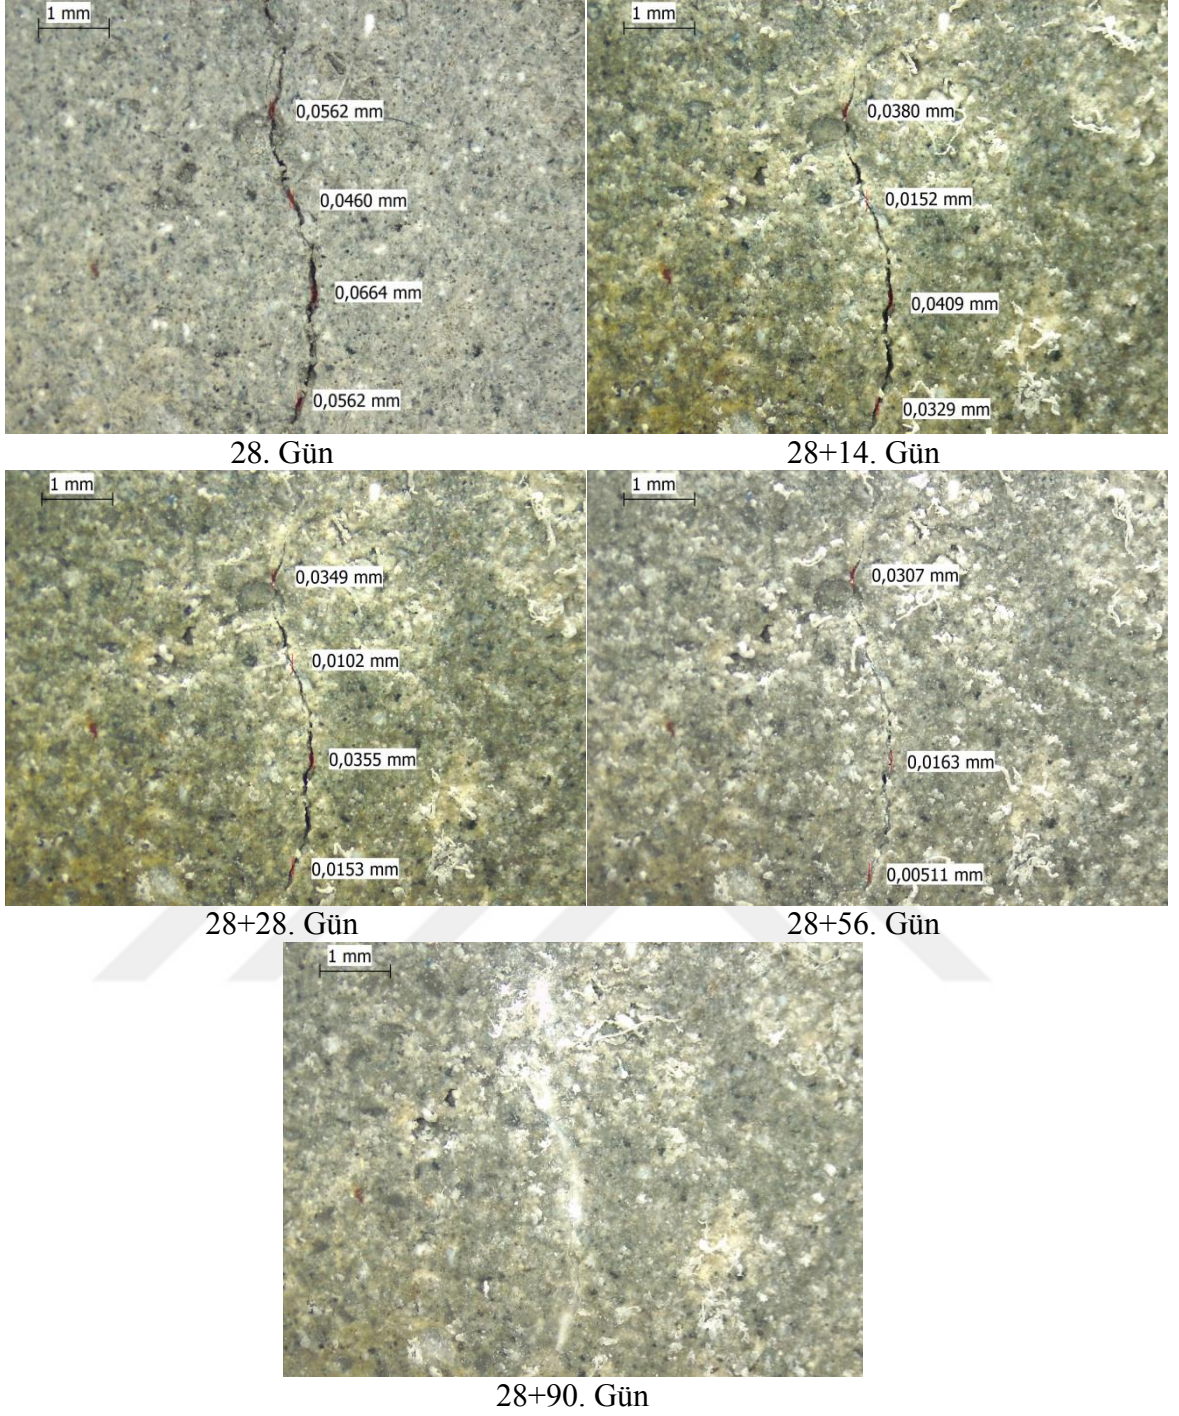 1 mm
0,0562 mm
0,0460 mm
0,0664 mm
0,0562 mm
28. Gün
1 mm
0,0380 mm
0,0152 mm
0,0409 mm
0,0329 mm
28+14. Gün
1 mm
0,0349 mm
0,0102 mm
0,0355 mm
0,0153 mm
28+28. Gün
1 mm
0,0307 mm
0,0163 mm
0,00511 mm
28+56. Gün
1 mm
28+90. Gün